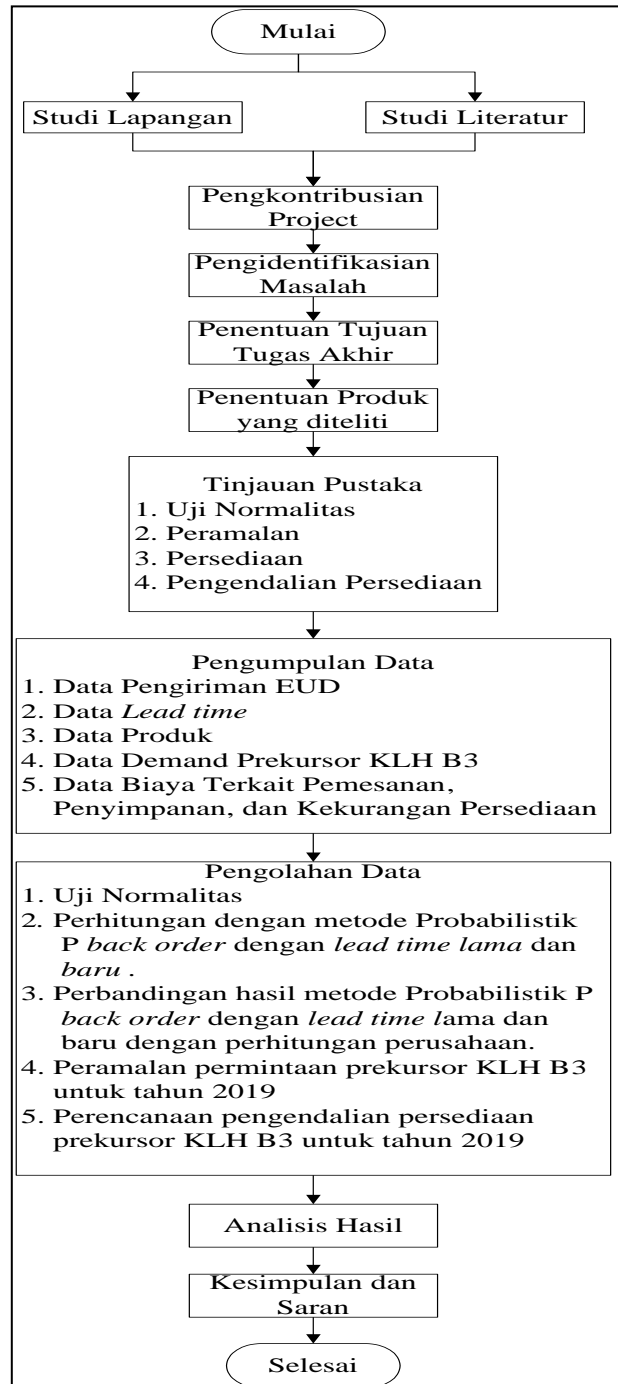 Mulai
Studi Lapangan
Studi Literatur
Pengkontribusian
Project
Pengidentifikasian
Masalah
Penentuan Tujuan
Tugas Akhir
Penentuan Produk
yang diteliti
Tinjauan Pustaka
1. Uji Normalitas
2. Peramalan
3. Persediaan
4. Pengendalian Persediaan
Pengumpulan Data
1. Data Pengiriman EUD
2. Data Lead time
3. Data Produk
4. Data Demand Prekursor KLH B3
5. Data Biaya Terkait Pemesanan,
Penyimpanan, dan Kekurangan Persediaan
Pengolahan Data
1. Uji Normalitas
2. Perhitungan dengan metode Probabilistik
P back order dengan lead time lama dan
baru .
3. Perbandingan hasil metode Probabilistik P
back order dengan lead time lama dan
baru dengan perhitungan perusahaan.
4. Peramalan permintaan prekursor KLH B3
untuk tahun 2019
5. Perencanaan pengendalian persediaan
prekursor KLH B3 untuk tahun 2019
Analisis Hasil
Kesimpulan dan
Saran
Selesai